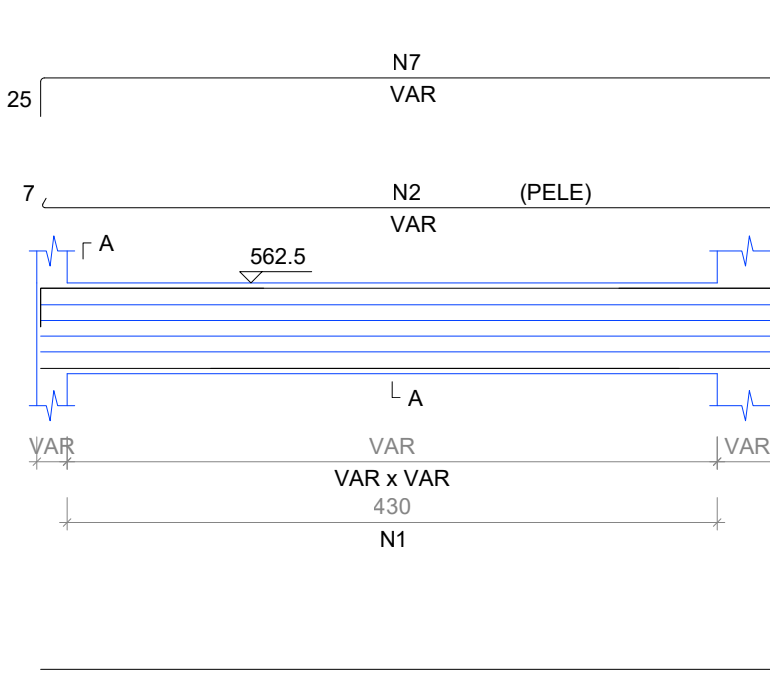 N7
25
VAR
7
N2 (PELE)
VAR
A
562.5
A
VAR VAR VAR
VAR x VAR
430
N1